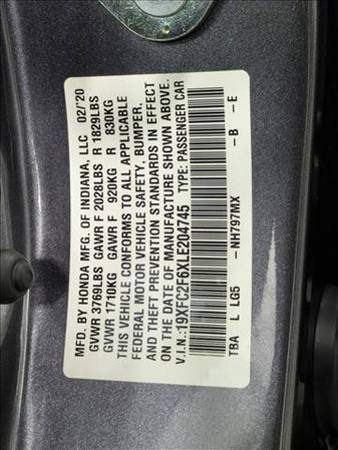 MFD. BY HONDA MFG. OF INDIANA, LLC 02/'20
GVWR 3769LBS GAWR F 2028LBS R 1829LBS
GVWR 1710KG GAWR F 920KG R 830KG
THIS VEHICLE CONFORMS TO ALL APPLICABLE
FEDERAL MOTOR VEHICLE SAFETY, BUMPER,
AND THEFT PREVENTION STANDARDS IN EFFECT
ON THE DATE OF MANUFACTURE SHOWN ABOVE.
V.I.N.:19XFC2F6XLE204745 TYPE: PASSENGER CAR
TBA L LG5 -NH797MX -B -E